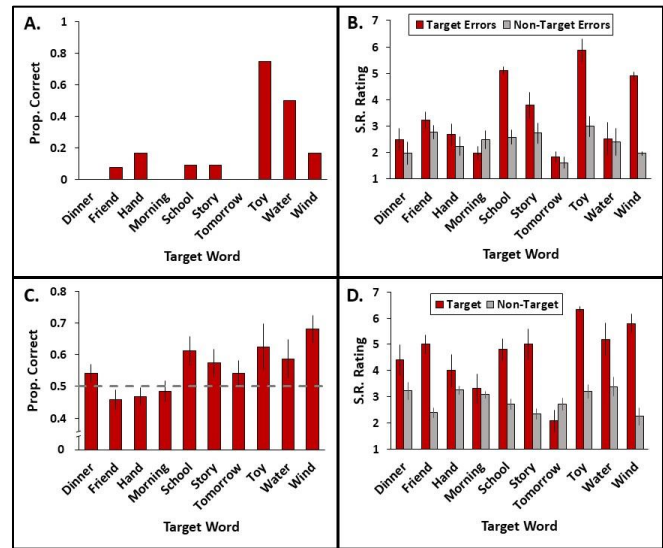 A.
Prop. Correct
1
0.8
0.6
0.4
0.2
0
Dinner
Friend
Hand
Morning
School
Story
Tomorrow
Toy
Water
Wind
Target Word
B.
Target Errors Non-Target Errors
S.R. Rating
7
6
5
4
3
2
1
Dinner
Friend
Hand
Morning
School
Story
Tomorrow
Toy
Water
Wind
Target Word
C.
Prop. Correct
0.8
0.7
0.6
0.5
0.4
0
Dinner
Friend
Hand
Morning
School
Story
Tomorrow
Toy
Water
Wind
Target Word
D.
Target Non-Target
S.R. Rating
7
6
5
4
3
2
1
Dinner
Friend
Hand
Morning
School
Story
Tomorrow
Toy
Water
Wind
Target Word